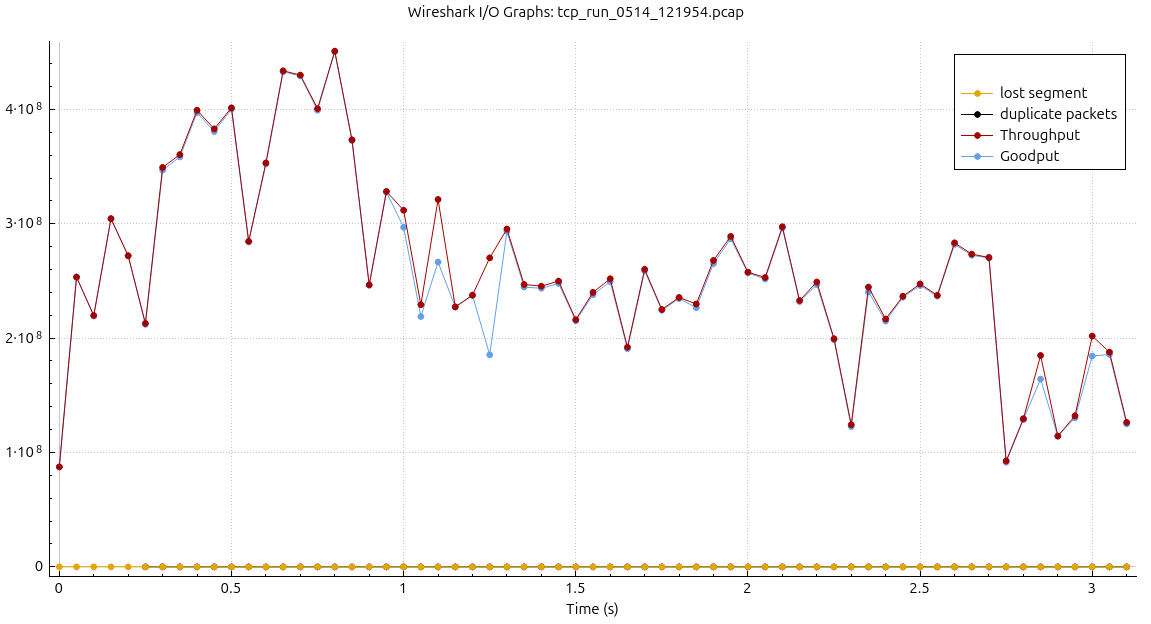 Wireshark I/O Graphs: tcp_run_0514_121954.pcap
lost segment
duplicate packets
Throughput
Goodput
4·10⁸
3·10⁸
2·10⁸
1·10⁸
0
0 0.5 1 1.5 2 2.5 3
Time (s)